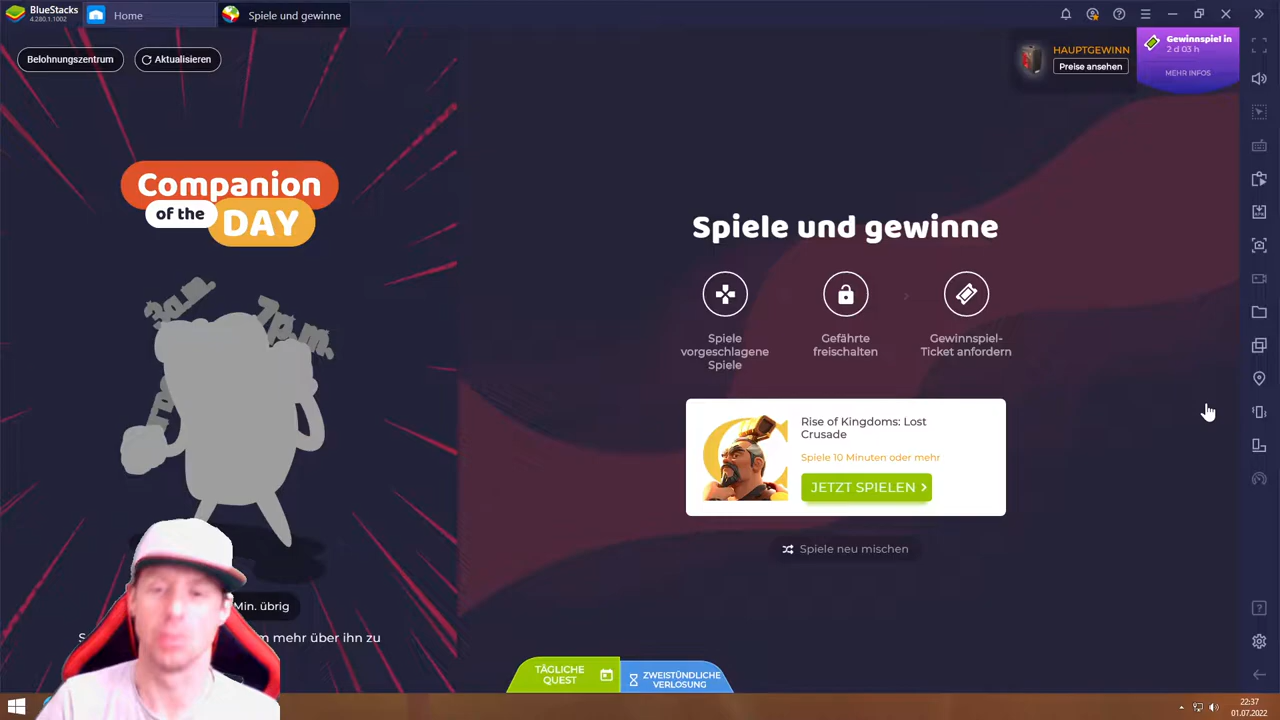 BlueStacks
4.280.1.1002
Home
Spiele und gewinne
Belohnungszentrum
Aktualisieren
HAUPTGEWINN
Preise ansehen
Gewinnspiel in
2 d 03 h
MEHR INFOS
Companion
of the
DAY
3a.m.
7p.m.
Min. übrig
m mehr über ihn zu
Spiele und gewinne
Spiele
vorgeschlagene
Spiele
Gefährte
freischalten
Gewinnspiel-
Ticket anfordern
Rise of Kingdoms: Lost
Crusade
Spiele 10 Minuten oder mehr
JETZT SPIELEN
Spiele neu mischen
TÄGLICHE
QUEST
ZWEISTÜNDLICHE
VERLOSUNG
22:37
01.07.2022